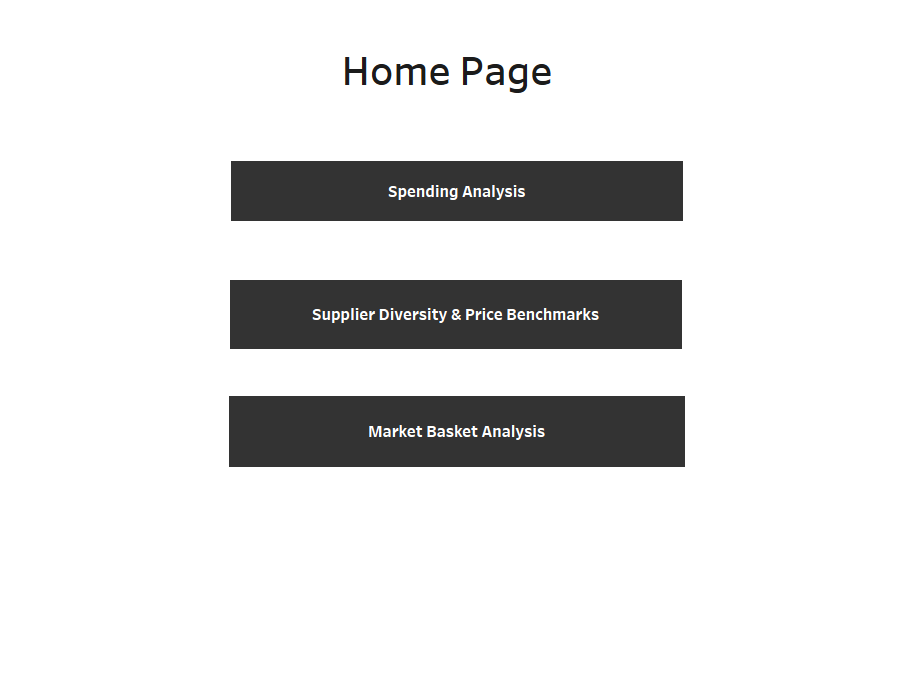 Home Page
Spending Analysis
Supplier Diversity & Price Benchmarks
Market Basket Analysis